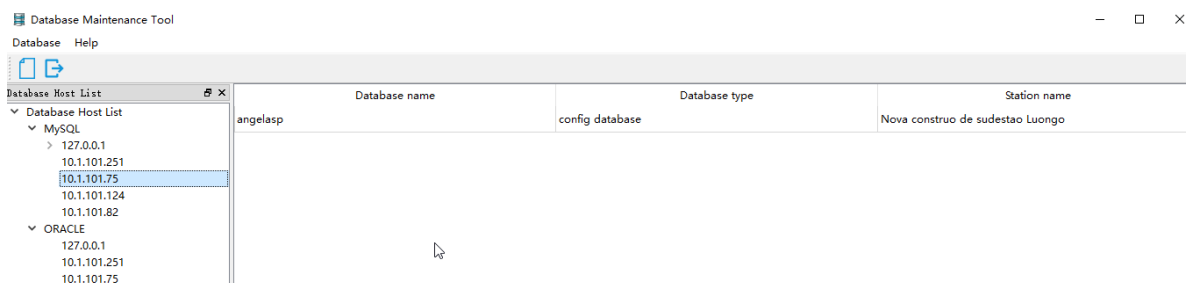 Database Maintenance Tool
Database Help
Database Host List
Database name Database type Station name
Database Host List
angelasp config database Nova construo de sudestao Luongo
MySQL
127.0.0.1
10.1.101.251
10.1.101.75
10.1.101.124
10.1.101.82
ORACLE
127.0.0.1
10.1.101.251
10.1.101.75